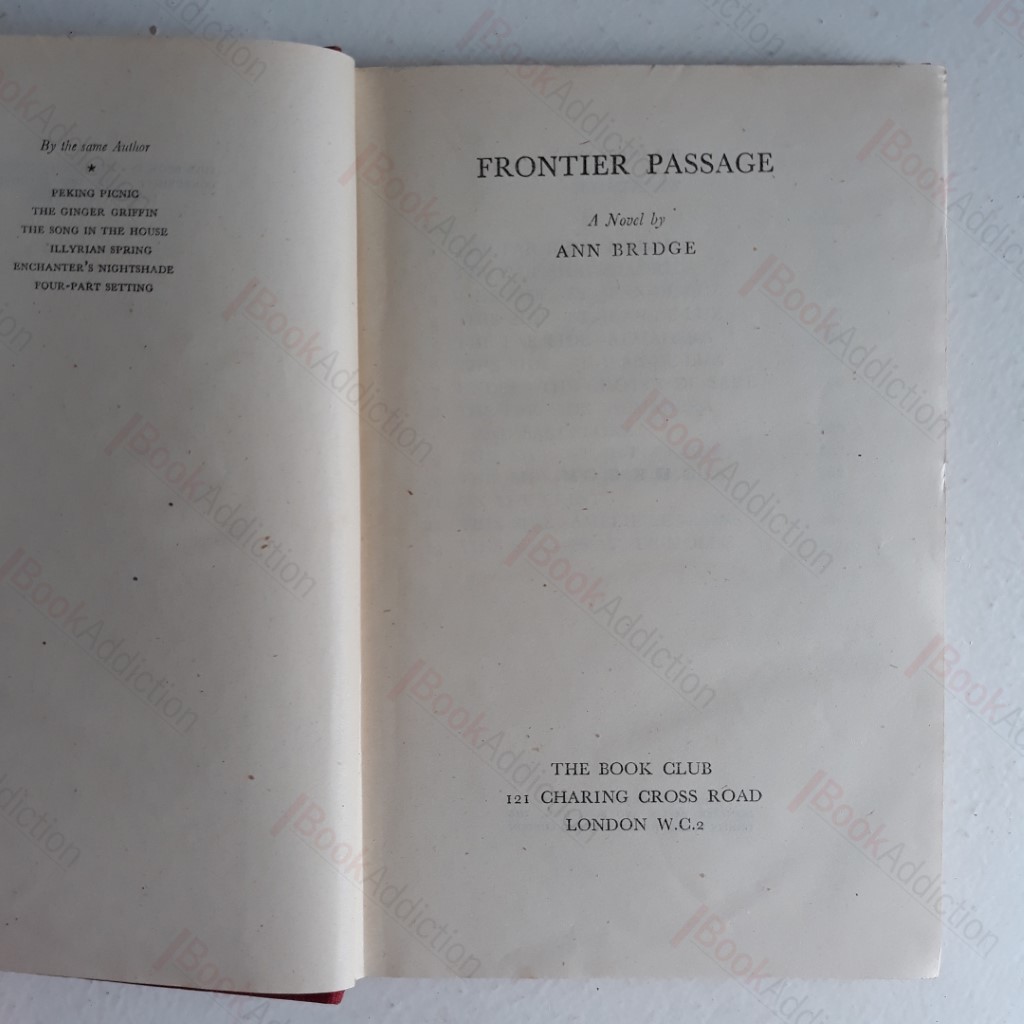 By the same Author
*
PEKING PICNIC
THE GINGER GRIFFIN
THE SONG IN THE HOUSE
ILLYRIAN SPRING
ENCHANTER'S NIGHTSHADE
FOUR-PART SETTING
FRONTIER PASSAGE
A Novel by
ANN BRIDGE
THE BOOK CLUB
121 CHARING CROSS ROAD
LONDON W.C.2
BookAddiction